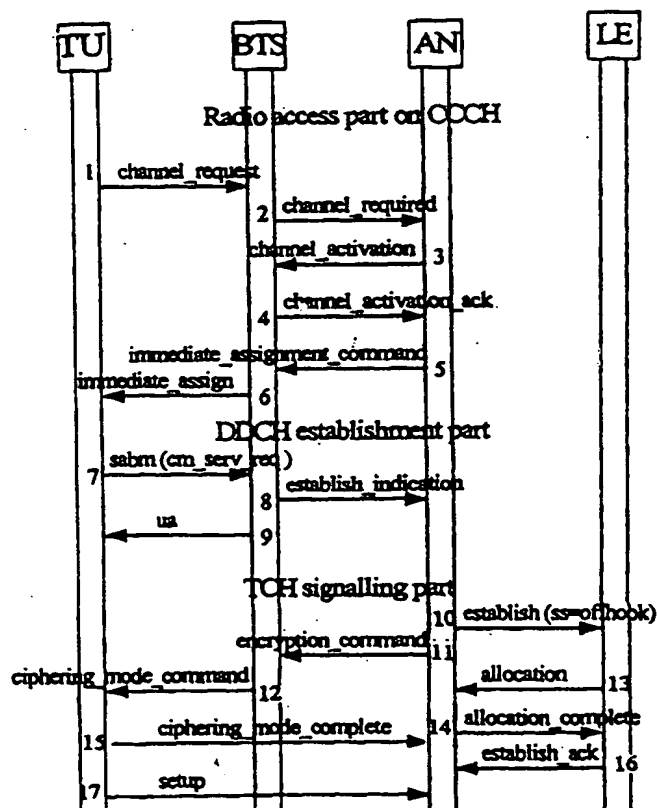 TU BTS AN LE
Radio access part on CCCH
1 channel_request
2 channel_required
channel_activation 3
4 channel_activation_ack
immediate_assignment_command 5
immediate_assign 6
DDCH establishment part
7 sabm (cm_serv_req)
8 establish_indication
ua 9
TCH signalling part
10 establish (ss=offhook)
encryption_command 11
ciphering_mode_command 12
allocation 13
14 allocation_complete
15 ciphering_mode_complete
establish_ack 16
17 setup